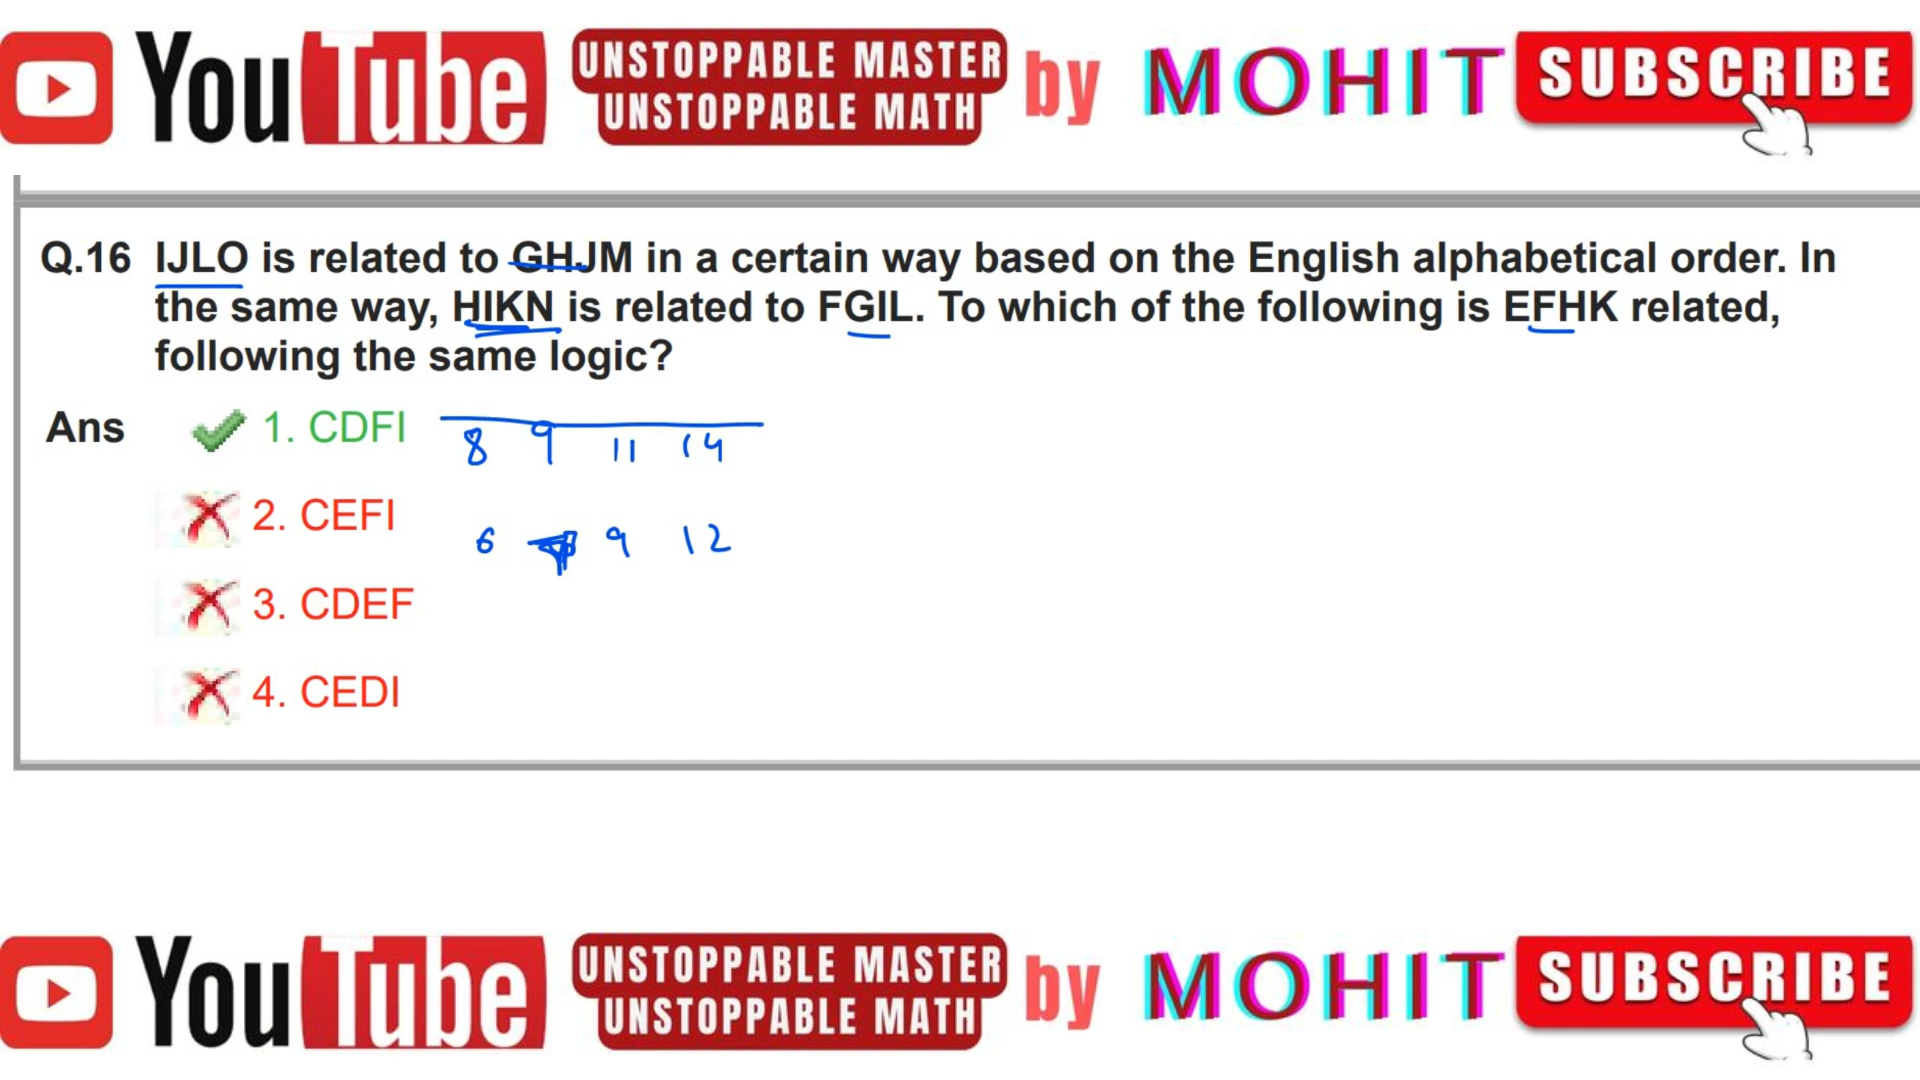 YouTube UNSTOPPABLE MASTER by MOHIT SUBSCRIBE
UNSTOPPABLE MATH
Q.16 IJLO is related to GHJM in a certain way based on the English alphabetical order. In
the same way, HIKN is related to FGIL. To which of the following is EFHK related,
following the same logic?
Ans 1. CDFI
8 9 11 14
2. CEFI
6 9 12
3. CDEF
4. CEDI
YouTube UNSTOPPABLE MASTER by MOHIT SUBSCRIBE
UNSTOPPABLE MATH